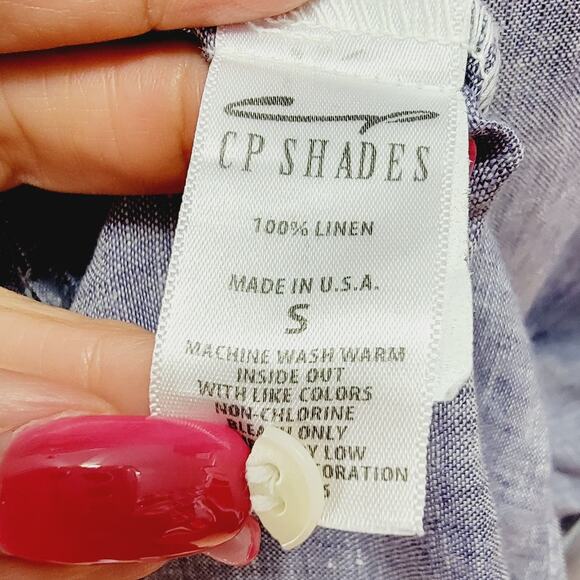 CP SHADES
100% LINEN
MADE IN U.S.A.
S
MACHINE WASH WARM
INSIDE OUT
WITH LIKE COLORS
NON-CHLORINE
ONLY
LOW